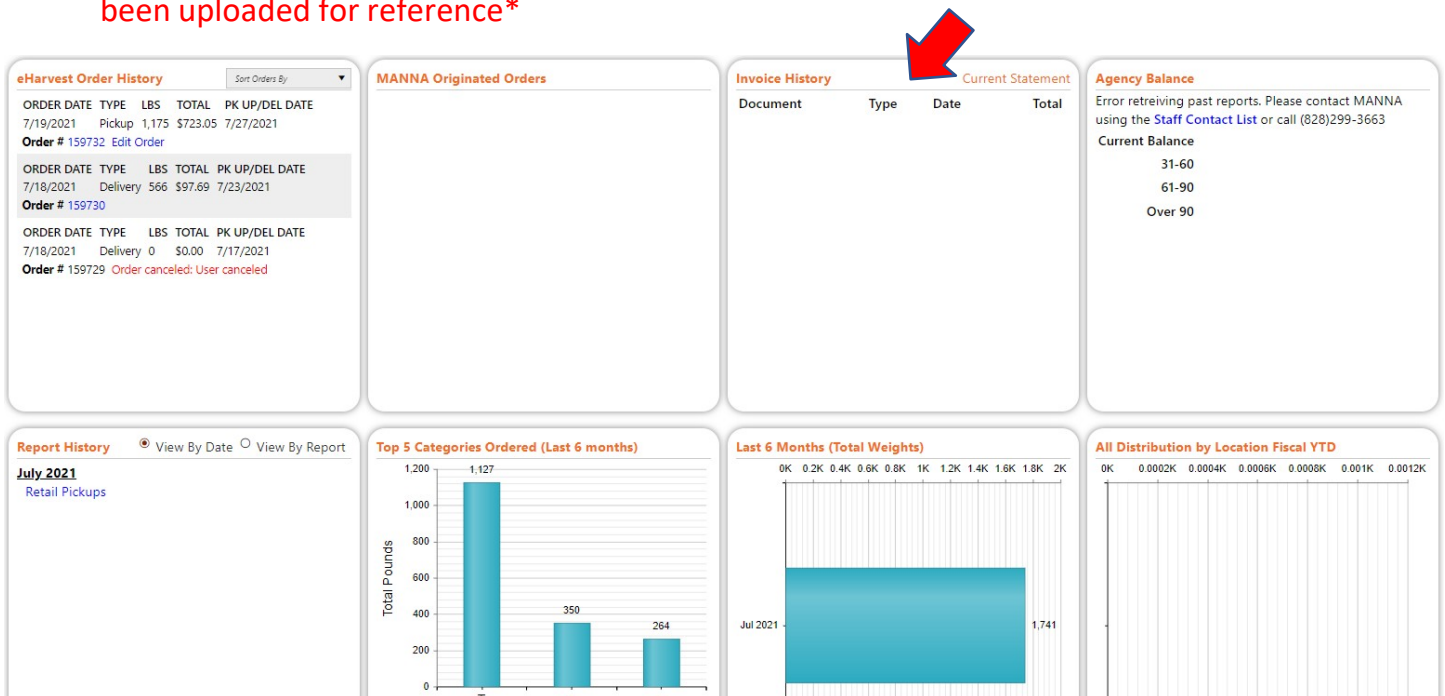 been uploaded for reference*
eHarvest Order History Sort Orders By
ORDER DATE TYPE LBS TOTAL PK UP/DEL DATE
7/19/2021 Pickup 1,175 $723.05 7/27/2021
Order # 159732 Edit Order
ORDER DATE TYPE LBS TOTAL PK UP/DEL DATE
7/18/2021 Delivery 566 $97.69 7/23/2021
Order # 159730
ORDER DATE TYPE LBS TOTAL PK UP/DEL DATE
7/18/2021 Delivery 0 $0.00 7/17/2021
Order # 159729 Order canceled: User canceled
MANNA Originated Orders
Invoice History Current Statement
Document Type Date Total
Agency Balance
Error retreiving past reports. Please contact MANNA
using the Staff Contact List or call (828)299-3663
Current Balance
31-60
61-90
Over 90
Report History View By Date View By Report
July 2021
Retail Pickups
Top 5 Categories Ordered (Last 6 months)
1,200
1,000
800
600
400
200
0
Total Pounds
1,127
350
264
Last 6 Months (Total Weights)
0K 0.2K 0.4K 0.6K 0.8K 1K 1.2K 1.4K 1.6K 1.8K 2K
Jul 2021
1,741
All Distribution by Location Fiscal YTD
0K 0.0002K 0.0004K 0.0006K 0.0008K 0.001K 0.0012K